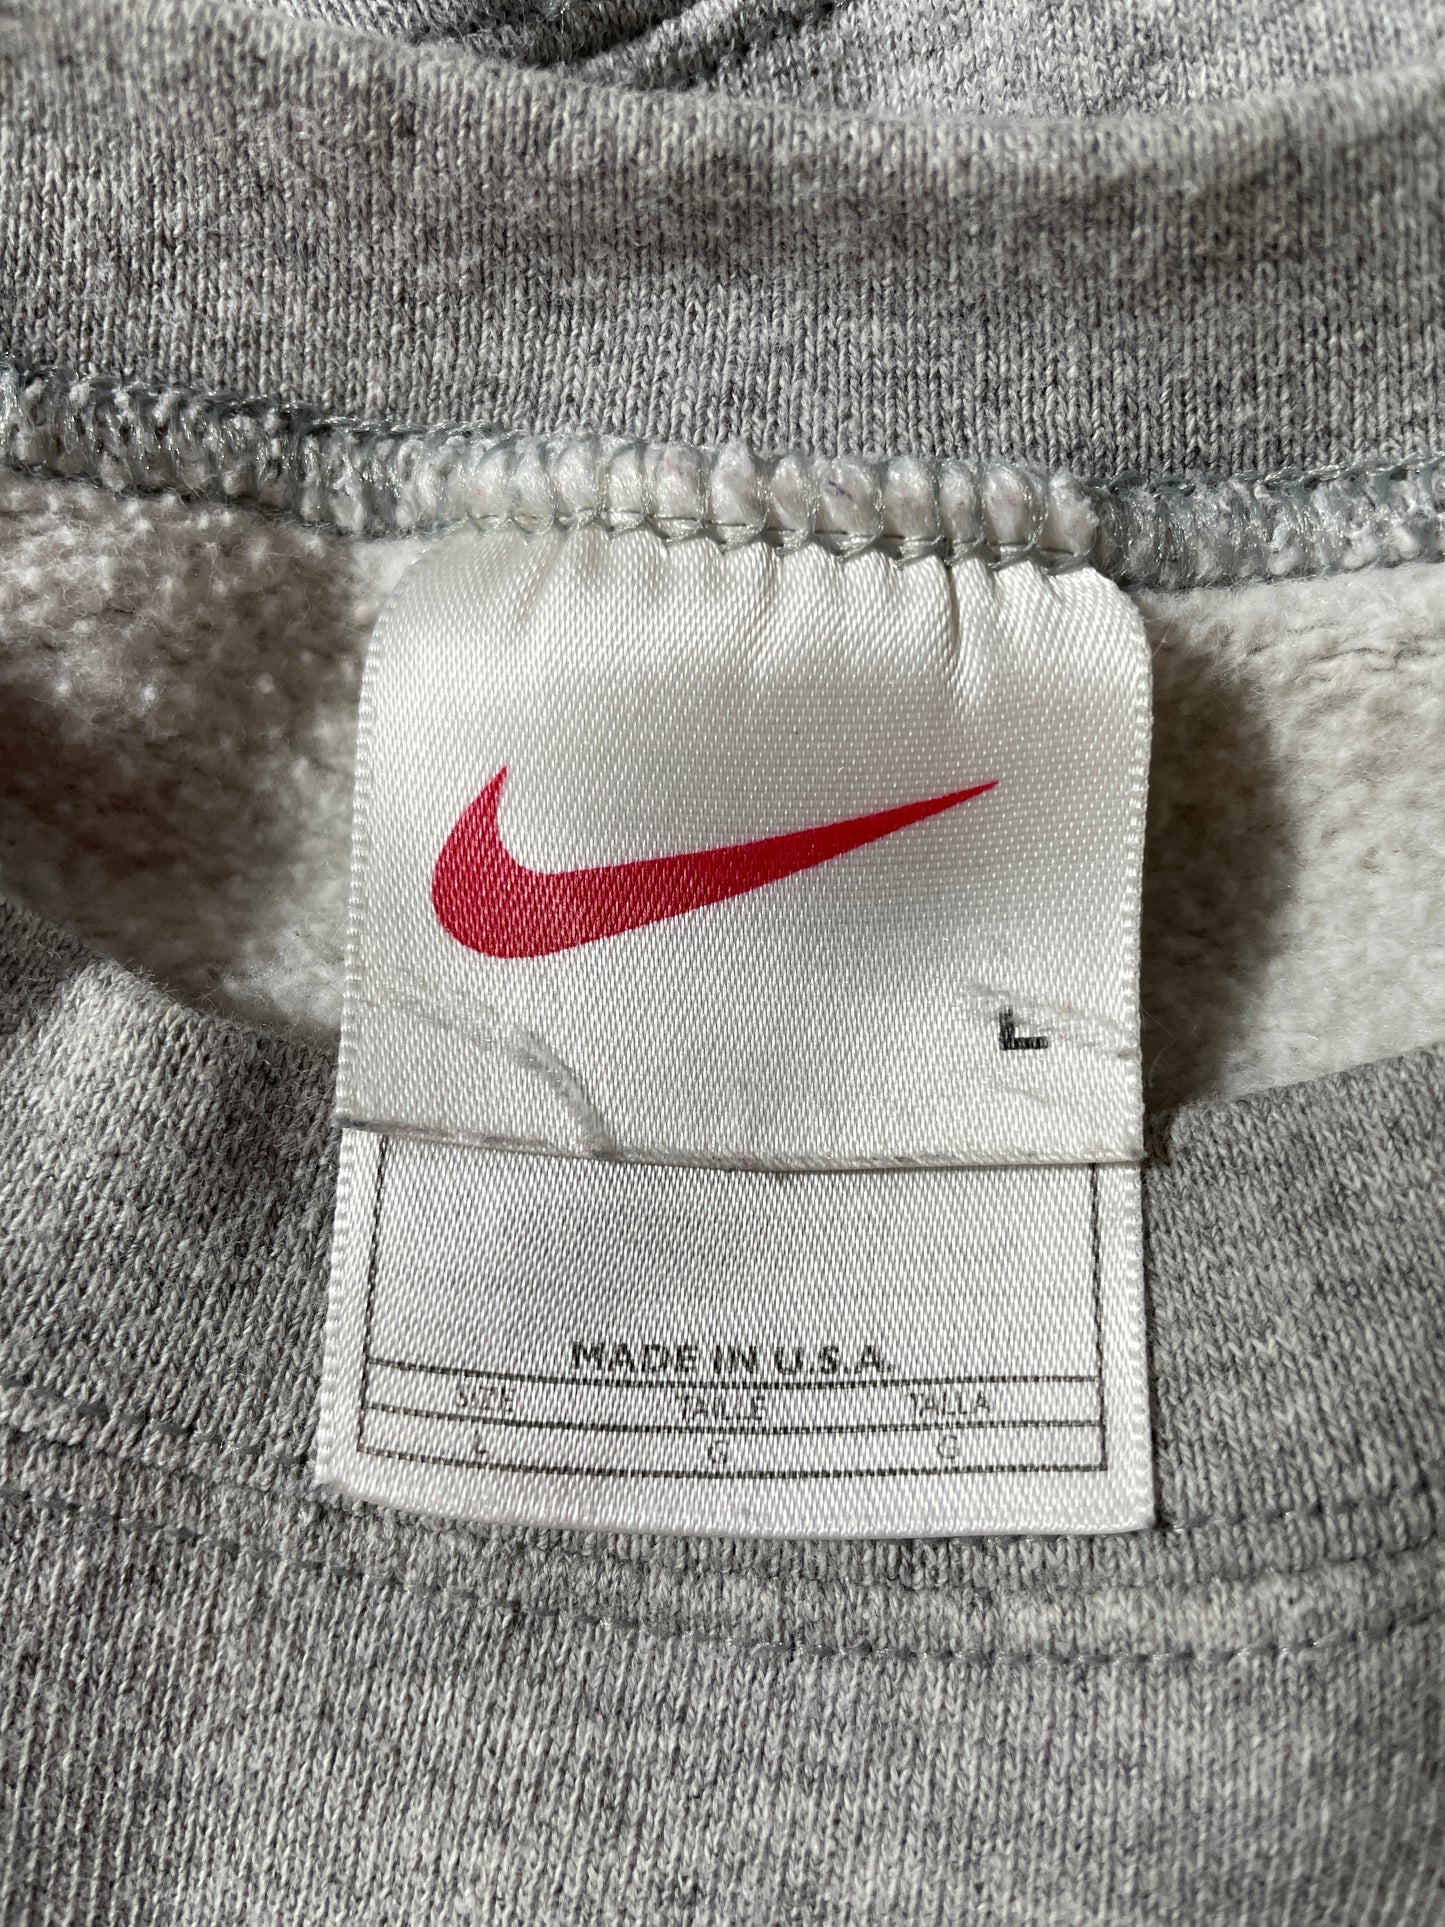 L
MADE IN U.S.A.
SIZE TAILLE TALLA
L G G